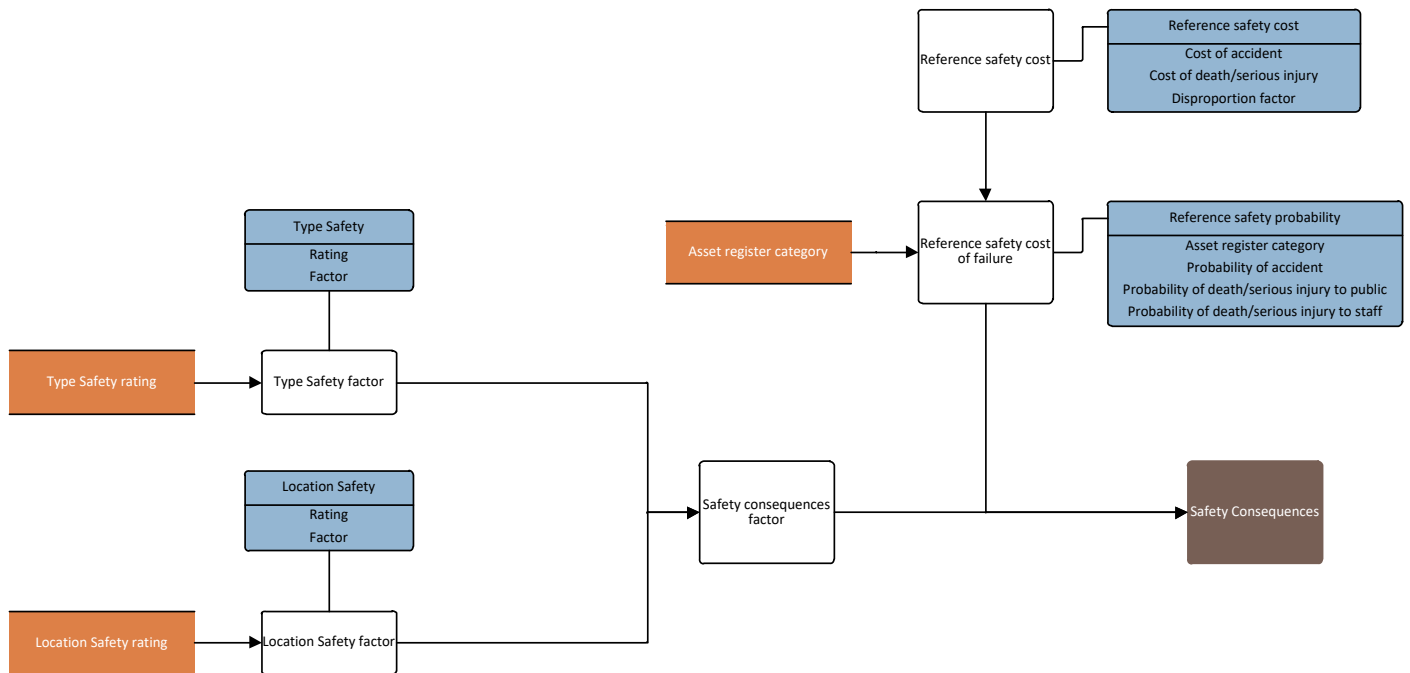 Reference safety cost
Reference safety cost
Cost of accident
Cost of death/serious injury
Disproportion factor
Type Safety
Rating
Factor
Asset register category
Reference safety cost
of failure
Reference safety probability
Asset register category
Probability of accident
Probability of death/serious injury to public
Probability of death/serious injury to staff
Type Safety rating
Type Safety factor
Location Safety
Rating
Factor
Safety consequences
factor
Safety Consequences
Location Safety rating
Location Safety factor